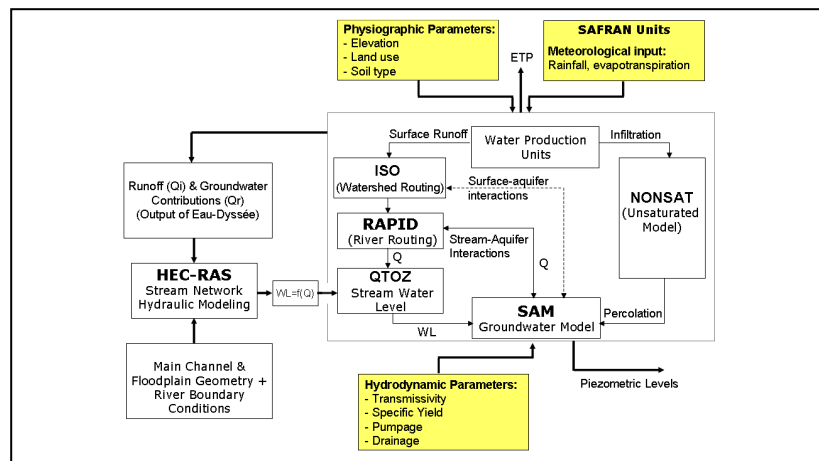 Physiographic Parameters:
- Elevation
- Land use
- Soil type
ETP
SAFRAN Units
Meteorological input:
Rainfall, evapotranspiration
Surface Runoff
Water Production
Units
Infiltration
ISO
(Watershed Routing)
Surface-aquifer
interactions
NONSAT
(Unsaturated
Model)
Runoff (Qi) & Groundwater
Contributions (Qr)
(Output of Eau-Dyssée)
RAPID
(River Routing)
Stream-Aquifer
Interactions
Q
Q
HEC-RAS
Stream Network
Hydraulic Modeling
WL=f(Q)
QTOZ
Stream Water
Level
WL
SAM
Groundwater Model
Percolation
Main Channel &
Floodplain Geometry +
River Boundary
Conditions
Hydrodynamic Parameters:
- Transmissivity
- Specific Yield
- Pumpage
- Drainage
Piezometric Levels